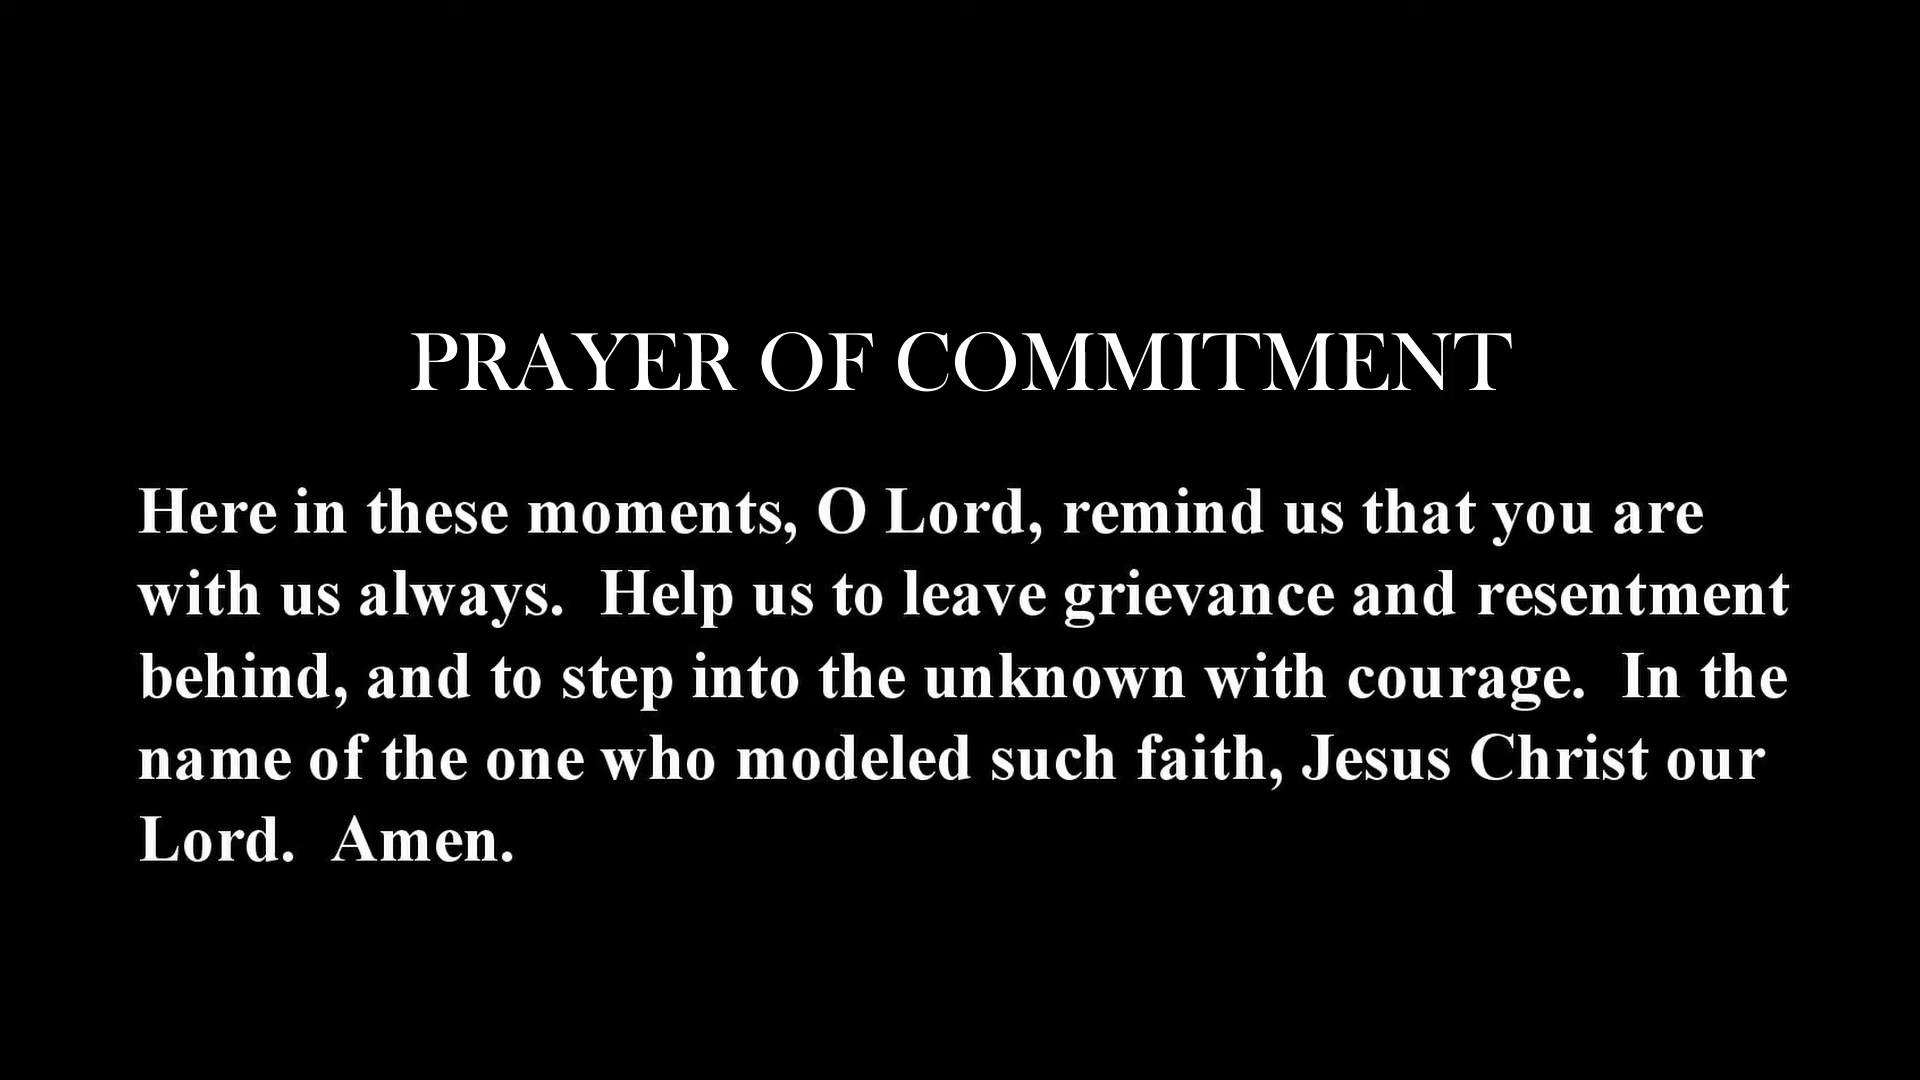 PRAYER OF COMMITMENT
Here in these moments, O Lord, remind us that you are
with us always.  Help us to leave grievance and resentment
behind, and to step into the unknown with courage.  In the
name of the one who modeled such faith, Jesus Christ our
Lord.  Amen.